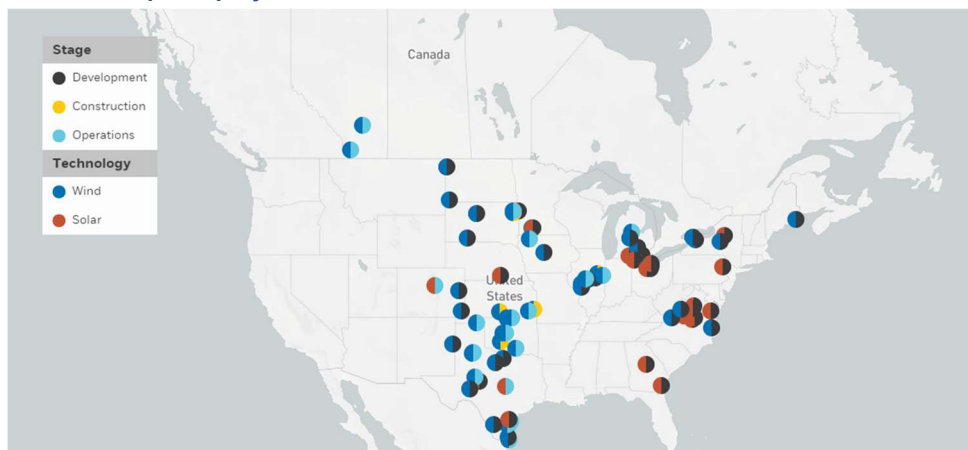 Canada
Stage
Development
Construction
Operations
Technology
Wind
Solar
United
States